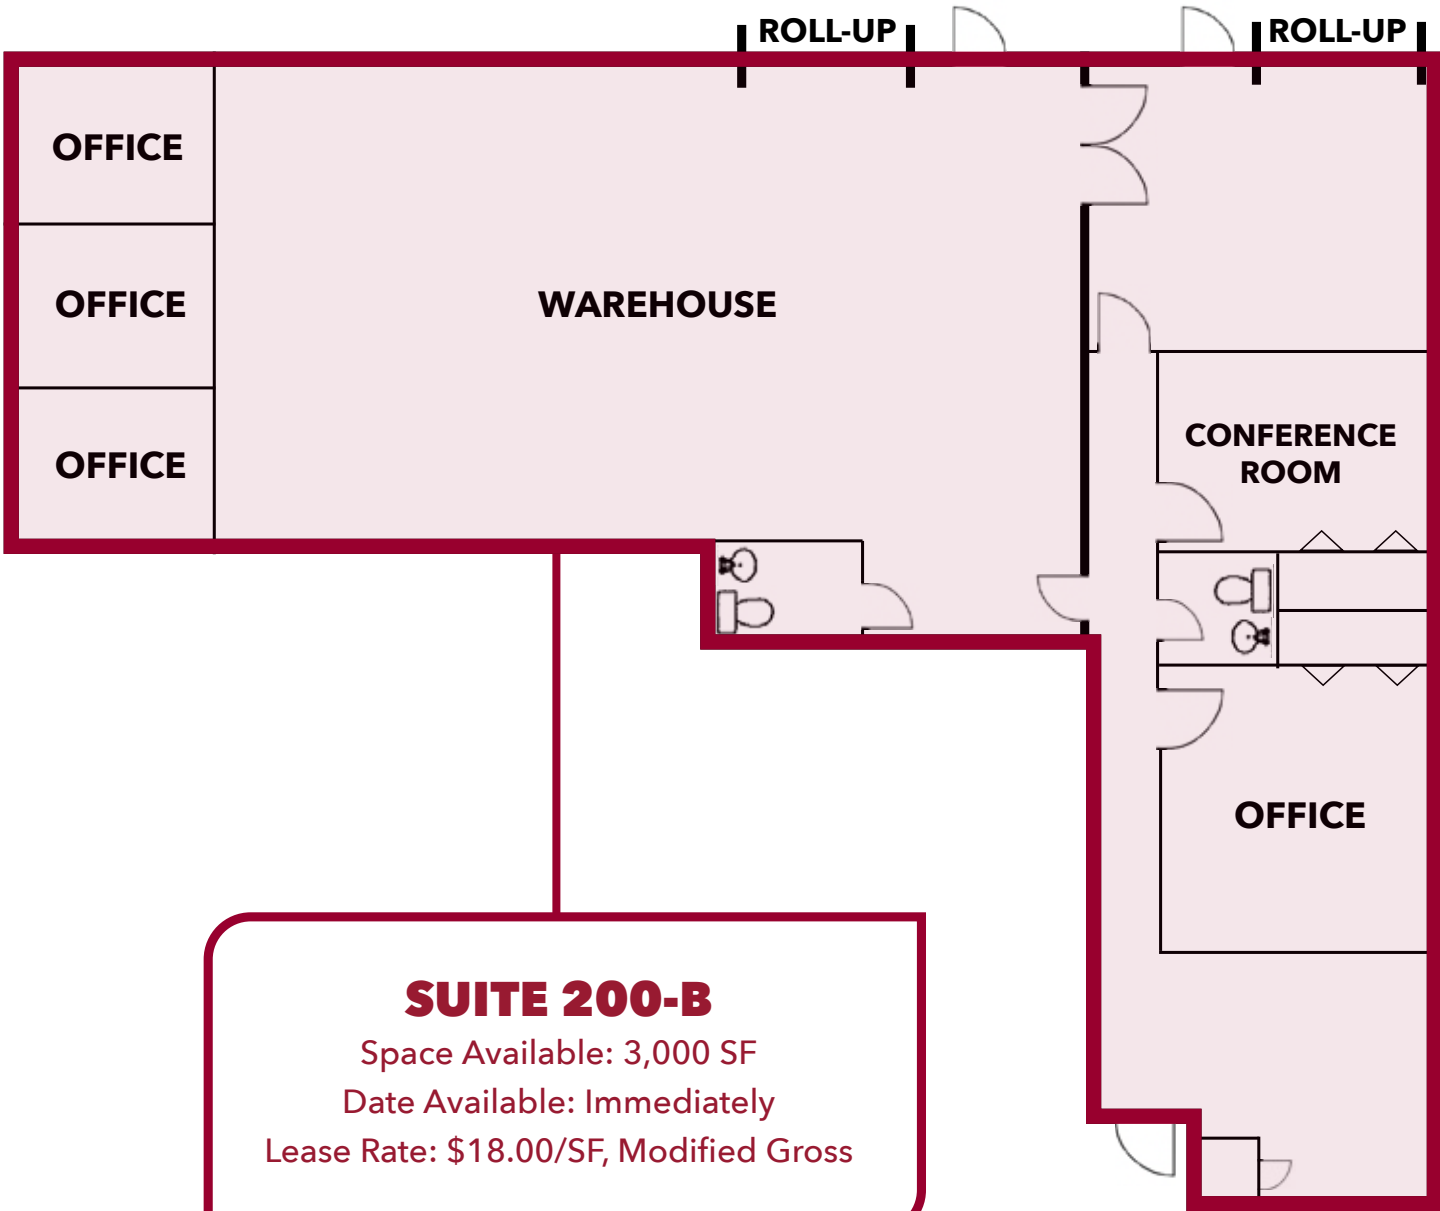 ROLL-UP
ROLL-UP
OFFICE
OFFICE
WAREHOUSE
CONFERENCE
ROOM
OFFICE
OFFICE
SUITE 200-B
Space Available: 3,000 SF
Date Available: Immediately
Lease Rate: $18.00/SF, Modified Gross